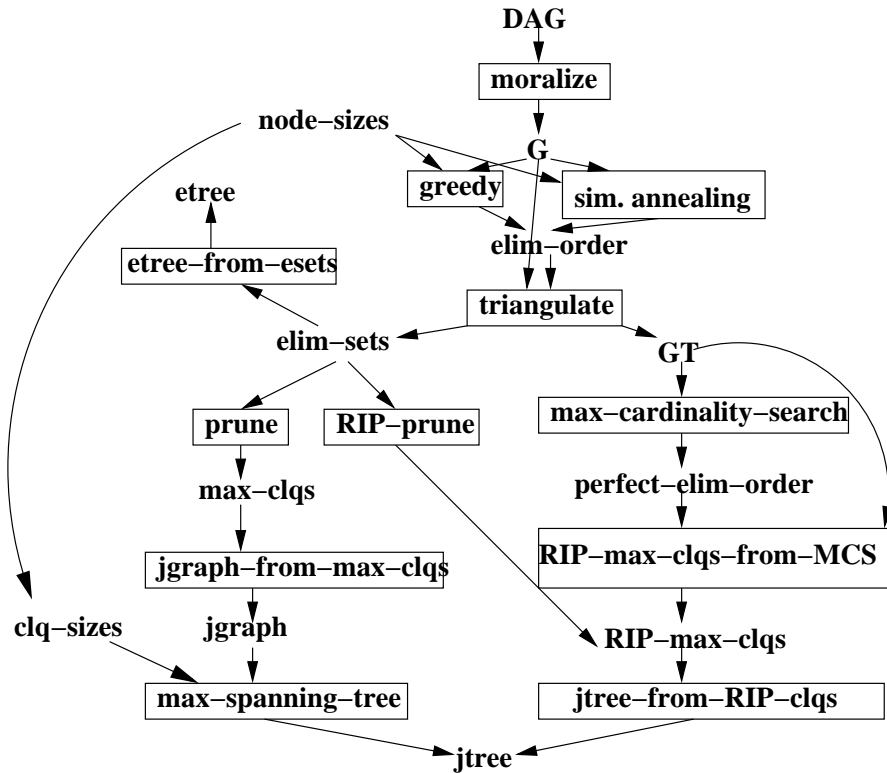 DAG
moralize
node−sizes
G
greedy
sim. annealing
etree
elim−order
etree−from−esets
triangulate
elim−sets
GT
max−cardinality−search
prune
RIP−prune
max−clqs
perfect−elim−order
jgraph−from−max−clqs
RIP−max−clqs−from−MCS
clq−sizes
jgraph
RIP−max−clqs
max−spanning−tree
jtree−from−RIP−clqs
jtree